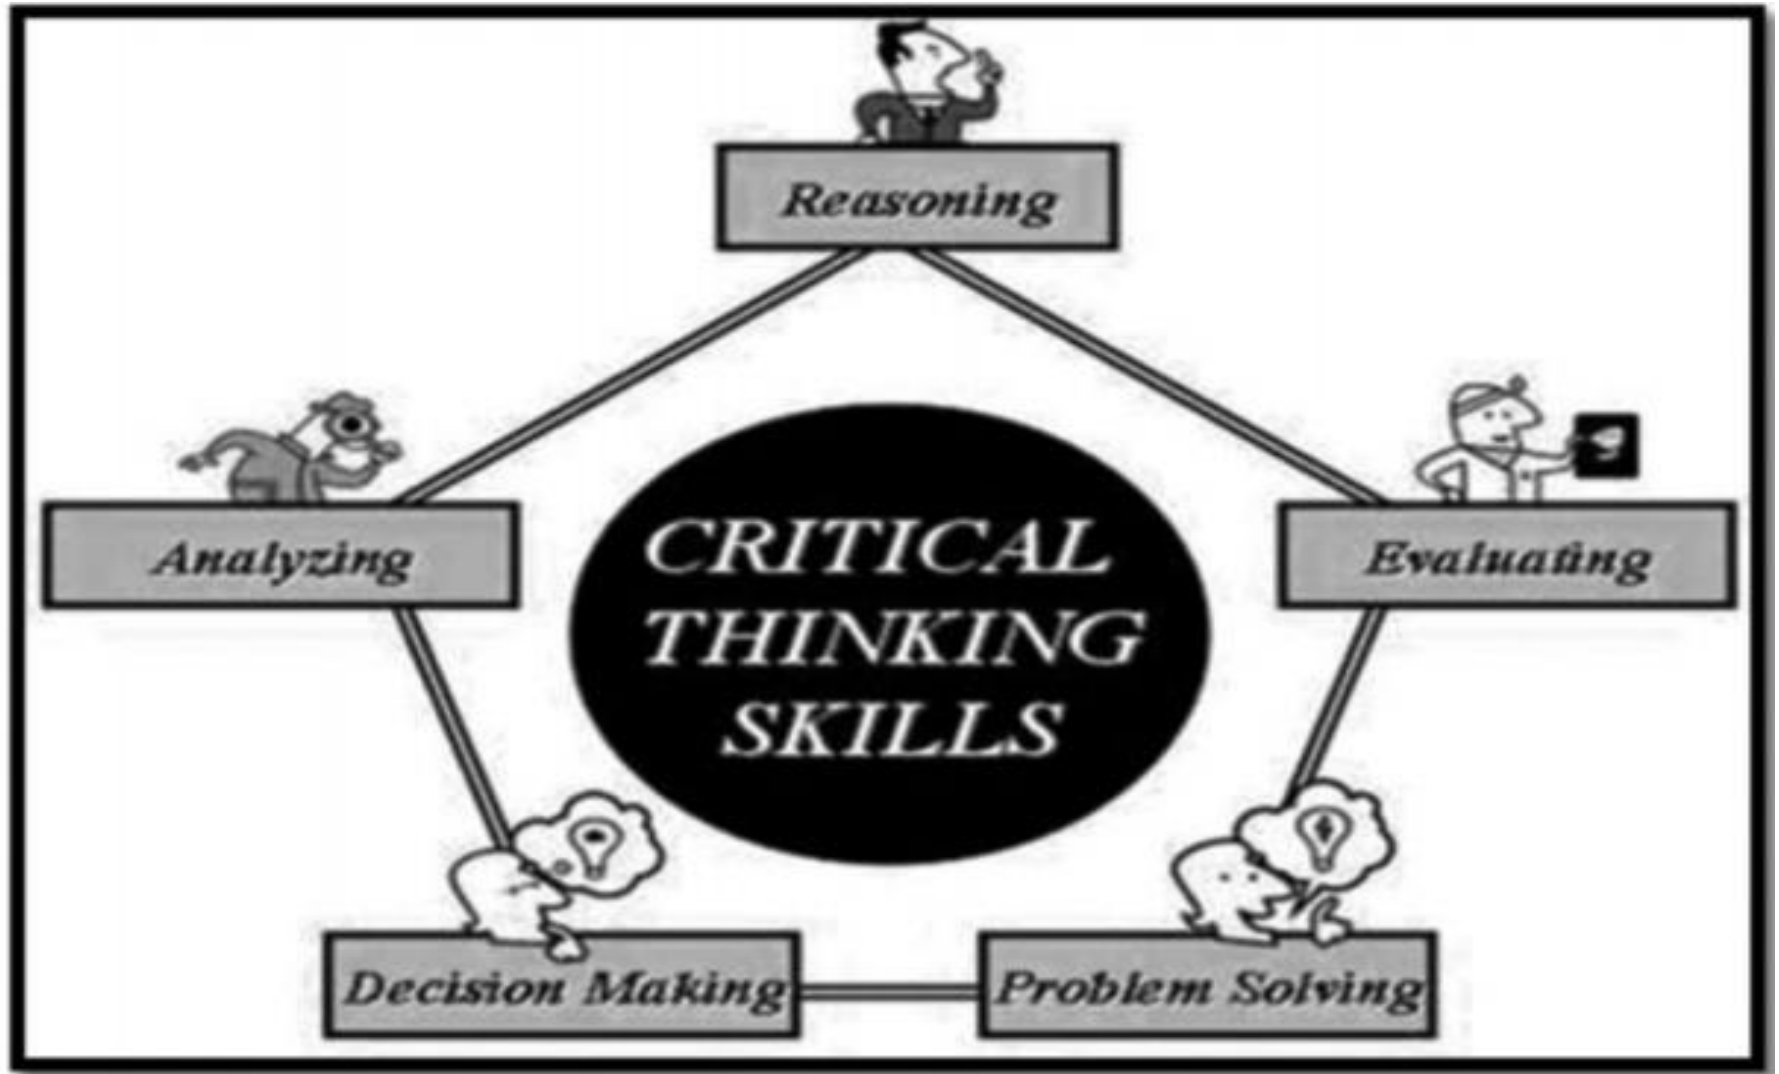 Reasoning
Analyzing
Evaluating
CRITICAL
THINKING
SKILLS
Decision Making
Problem Solving